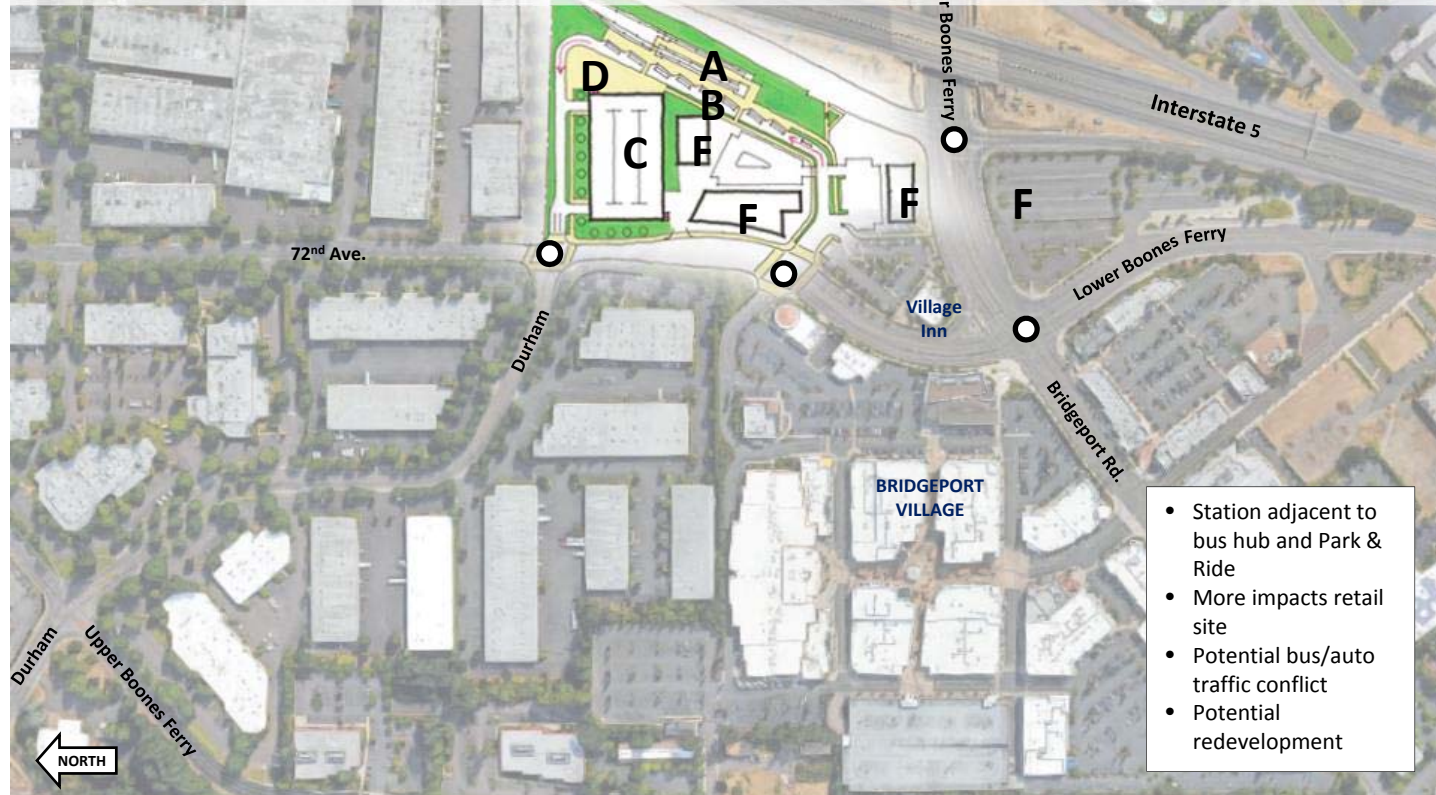 r Boones Ferry
A
D
B
Interstate 5
C
F
F
F
F
72nd Ave.
Lower Boones Ferry
Village
Inn
Durham
Bridgeport Rd.
BRIDGEPORT
VILLAGE
• Station adjacent to
bus hub and Park &
Ride
• More impacts retail
site
• Potential bus/auto
traffic conflict
• Potential
redevelopment
Durham
Upper Boones Ferry
NORTH